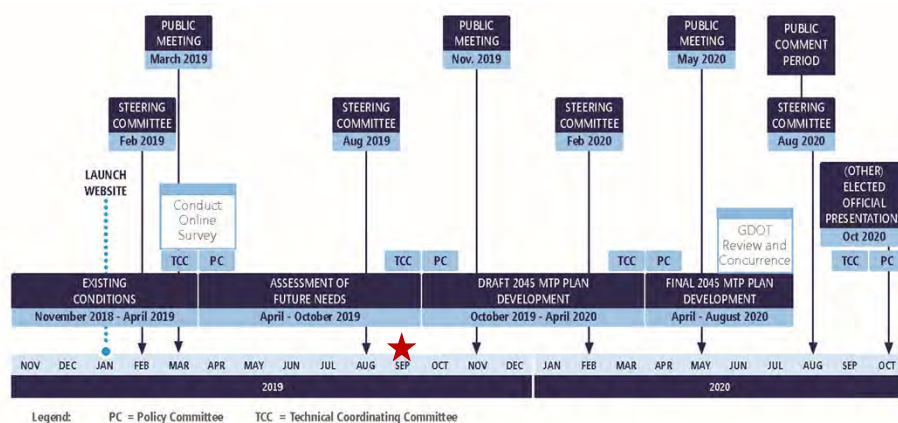 PUBLIC
MEETING
March 2019
PUBLIC
MEETING
Nov. 2019
PUBLIC
MEETING
May 2020
PUBLIC
COMMENT
PERIOD
STEERING
COMMITTEE
Feb 2019
STEERING
COMMITTEE
Aug 2019
STEERING
COMMITTEE
Feb 2020
STEERING
COMMITTEE
Aug 2020
LAUNCH
WEBSITE
Conduct
Online
Survey
GDOT
Review and
Concurrence
(OTHER)
ELECTED
OFFICIAL
PRESENTATION
Oct 2020
TCC PC
TCC PC
TCC PC
TCC PC
EXISTING
CONDITIONS
November 2018 - April 2019
ASSESSMENT OF
FUTURE NEEDS
April - October 2019
DRAFT 2045 MTP PLAN
DEVELOPMENT
October 2019 - April 2020
FINAL 2045 MTP PLAN
DEVELOPMENT
April - August 2020
NOV DEC JAN FEB MAR APR MAY JUN JUL AUG SEP OCT NOV DEC JAN FEB MAR APR MAY JUN JUL AUG SEP OCT
2019 2020
Legend: PC = Policy Committee TCC = Technical Coordinating Committee